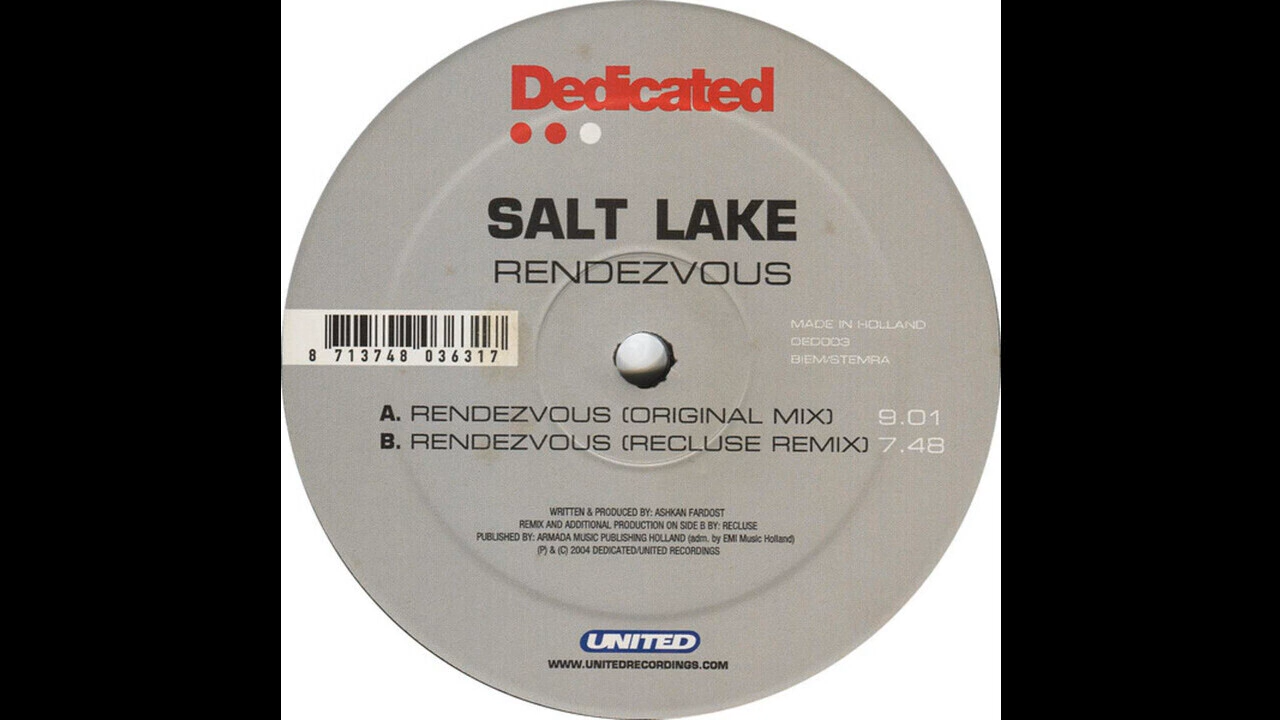 Dedicated
SALT LAKE
RENDEZVOUS
MADE IN HOLLAND
DED003
BIEM/STEMRA
8 713748 036317
A. RENDEZVOUS (ORIGINAL MIX) 9.01
B. RENDEZVOUS (RECLUSE REMIX) 7.48
WRITTEN & PRODUCED BY: ASHKAN FARDOST
REMIX AND ADDITIONAL PRODUCTION ON SIDE B BY: RECLUSE
PUBLISHED BY: ARMADA MUSIC PUBLISHING HOLLAND (adm. by EMI Music Holland)
(P) & (C) 2004 DEDICATED/UNITED RECORDINGS
UNITED
WWW.UNITEDRECORDINGS.COM